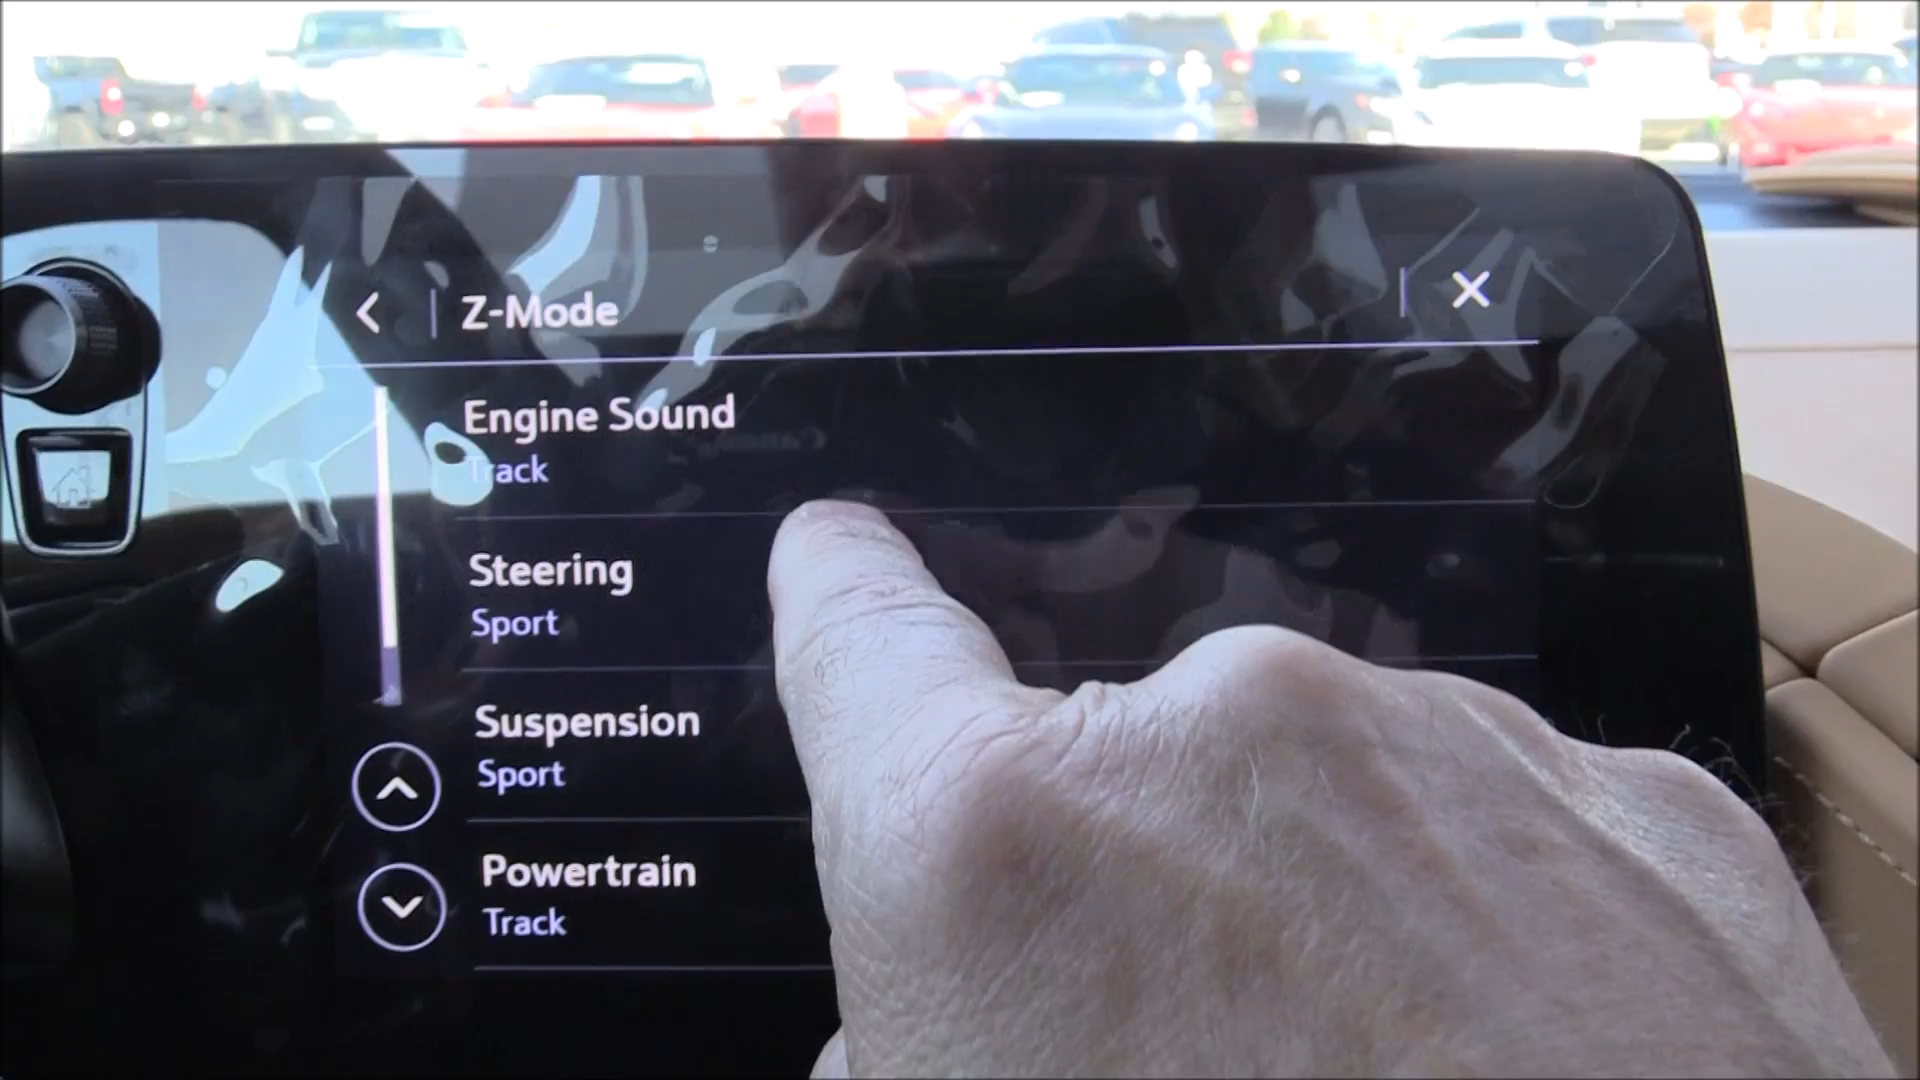 Z-Mode
Engine Sound
Track
Steering
Sport
Suspension
Sport
Powertrain
Track